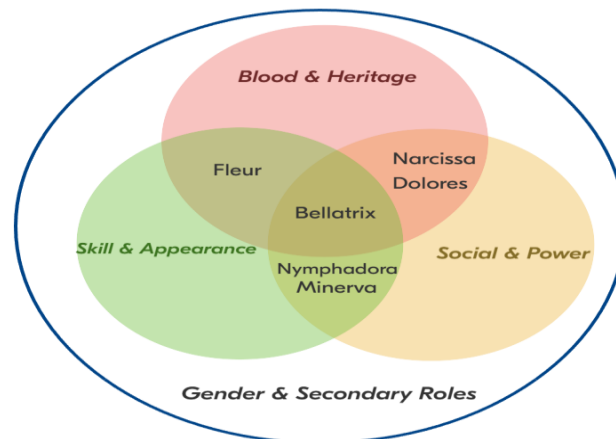 Blood & Heritage
Fleur
Narcissa
Dolores
Bellatrix
Skill & Appearance
Social & Power
Nymphadora
Minerva
Gender & Secondary Roles